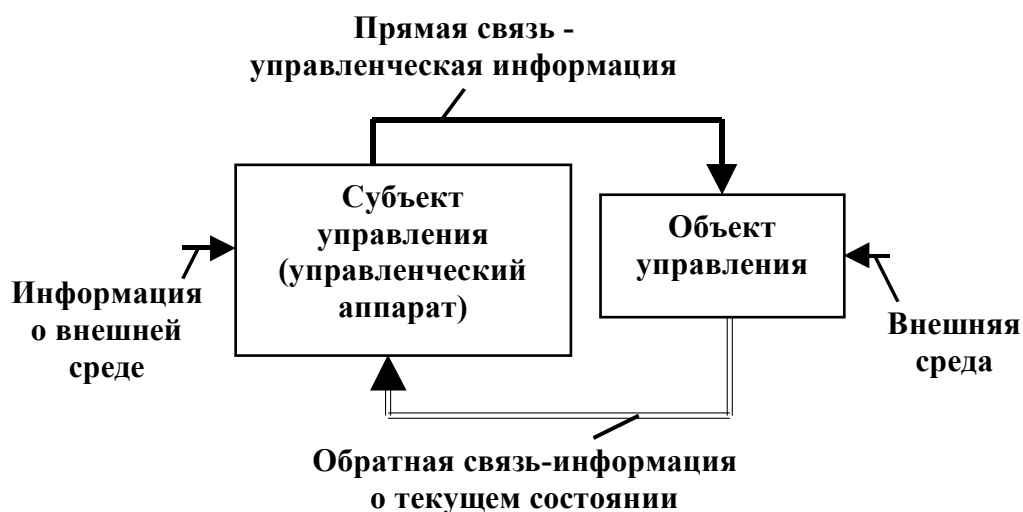 Прямая связь -
управленческая информация
Субъект
управления
(управленческий
аппарат)
Объект
управления
Информация
о внешней
среде
Внешняя
среда
Обратная связь-информация
о текущем состоянии